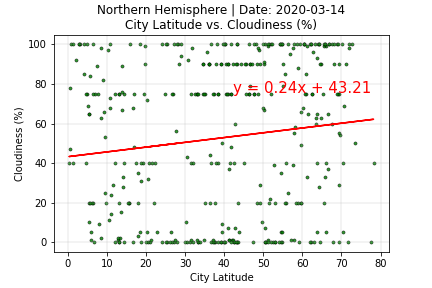 Northern Hemisphere | Date: 2020-03-14
City Latitude vs. Cloudiness (%)
100
80
60
40
20
0
Cloudiness (%)
y = 0.24x + 43.21
0 10 20 30 40 50 60 70 80
City Latitude